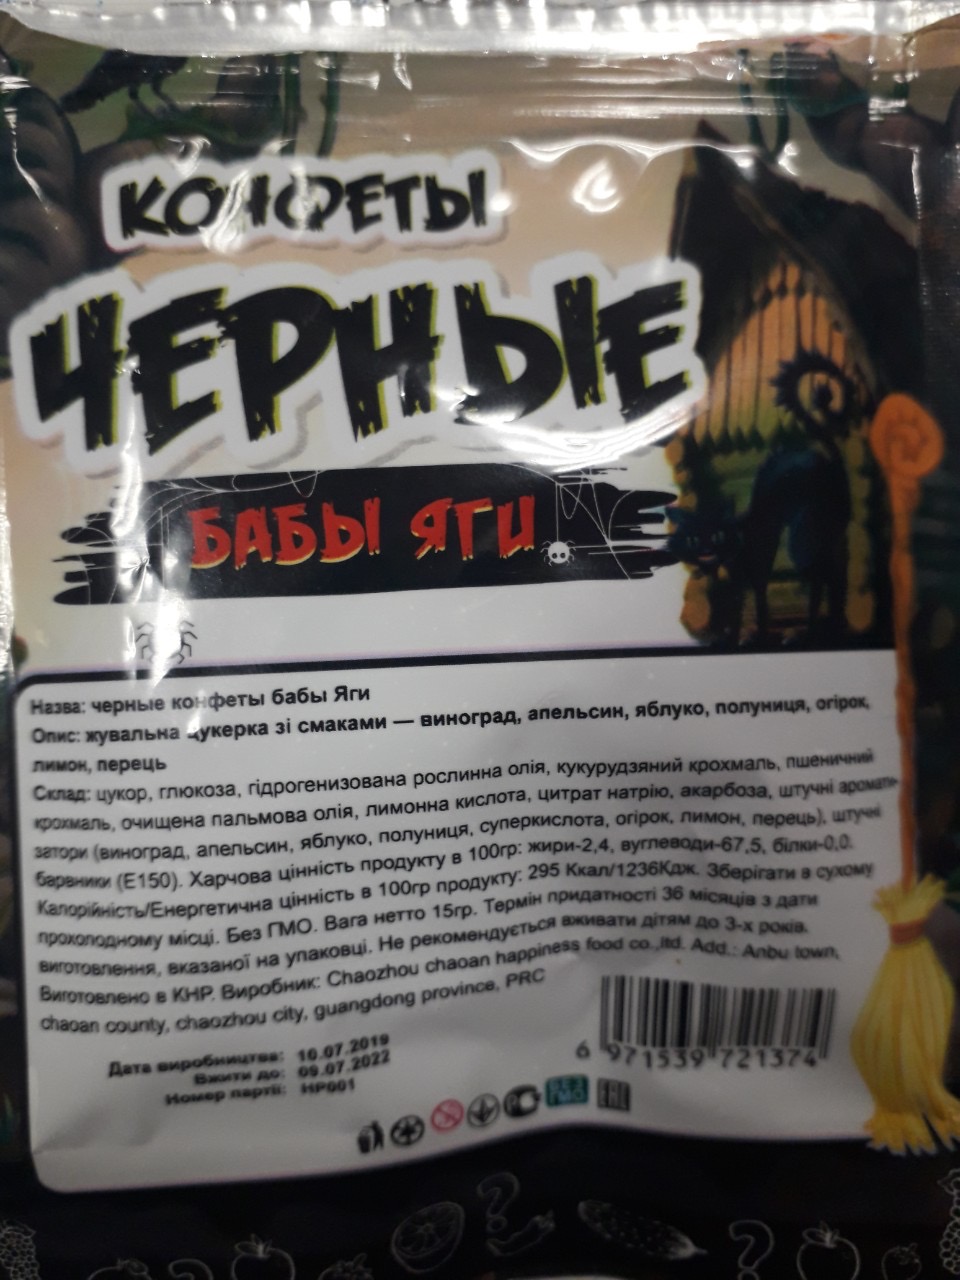 КОНФЕТЫ
ЧЕРНЫЕ
БАБЫ ЯГИ
Назва: черные конфеты бабы Яги
Опис: жувальна цукерка зі смаками — виноград, апельсин, яблуко, полуниця, огірок,
лимон, перець
Склад: цукор, глюкоза, гідрогенизована рослинна олія, кукурудзяний крохмаль, пшеничний
крохмаль, очищена пальмова олія, лимонна кислота, цитрат натрію, акарбоза, штучні аромати-
затори (виноград, апельсин, яблуко, полуниця, суперкислота, огірок, лимон, перець), штучні
барвники (Е150). Харчова цінність продукту в 100гр: жири-2,4, вуглеводи-67,5, білки-0,0.
Калорійність/Енергетична цінність в 100гр продукту: 295 Ккал/1236Кдж. Зберігати в сухому
прохолодному місці. Без ГМО. Вага нетто 15гр. Термін придатності 36 місяців з дати
виготовлення, вказаної на упаковці. Не рекомендується вживати дітям до 3-х років.
Виготовлено в КНР. Виробник: Chaozhou chaoan happiness food co.,ltd. Add.: Anbu town,
chaoan county, chaozhou city, guangdong province, PRC
Дата виробництва: 10.07.2019
Вжити до: 09.07.2022
Номер партії: HP001
6 971539 721374
БЕЗ
ГМО
EAC